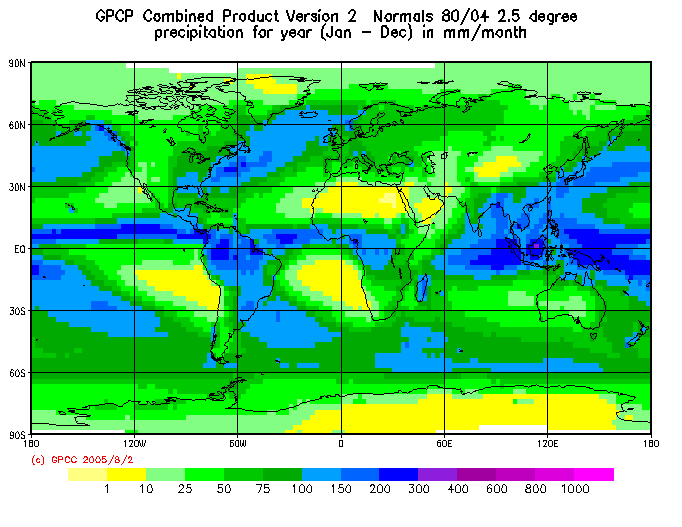 GPCP Combined Product Version 2 Normals 80/04 2.5 degree
precipitation for year (Jan - Dec) in mm/month
90N
60N
30N
EQ
30S
60S
90S
180 120W 60W 0 60E 120E 180
(c) GPCC 2005/8/2
1 10 25 50 75 100 150 200 300 400 600 800 1000